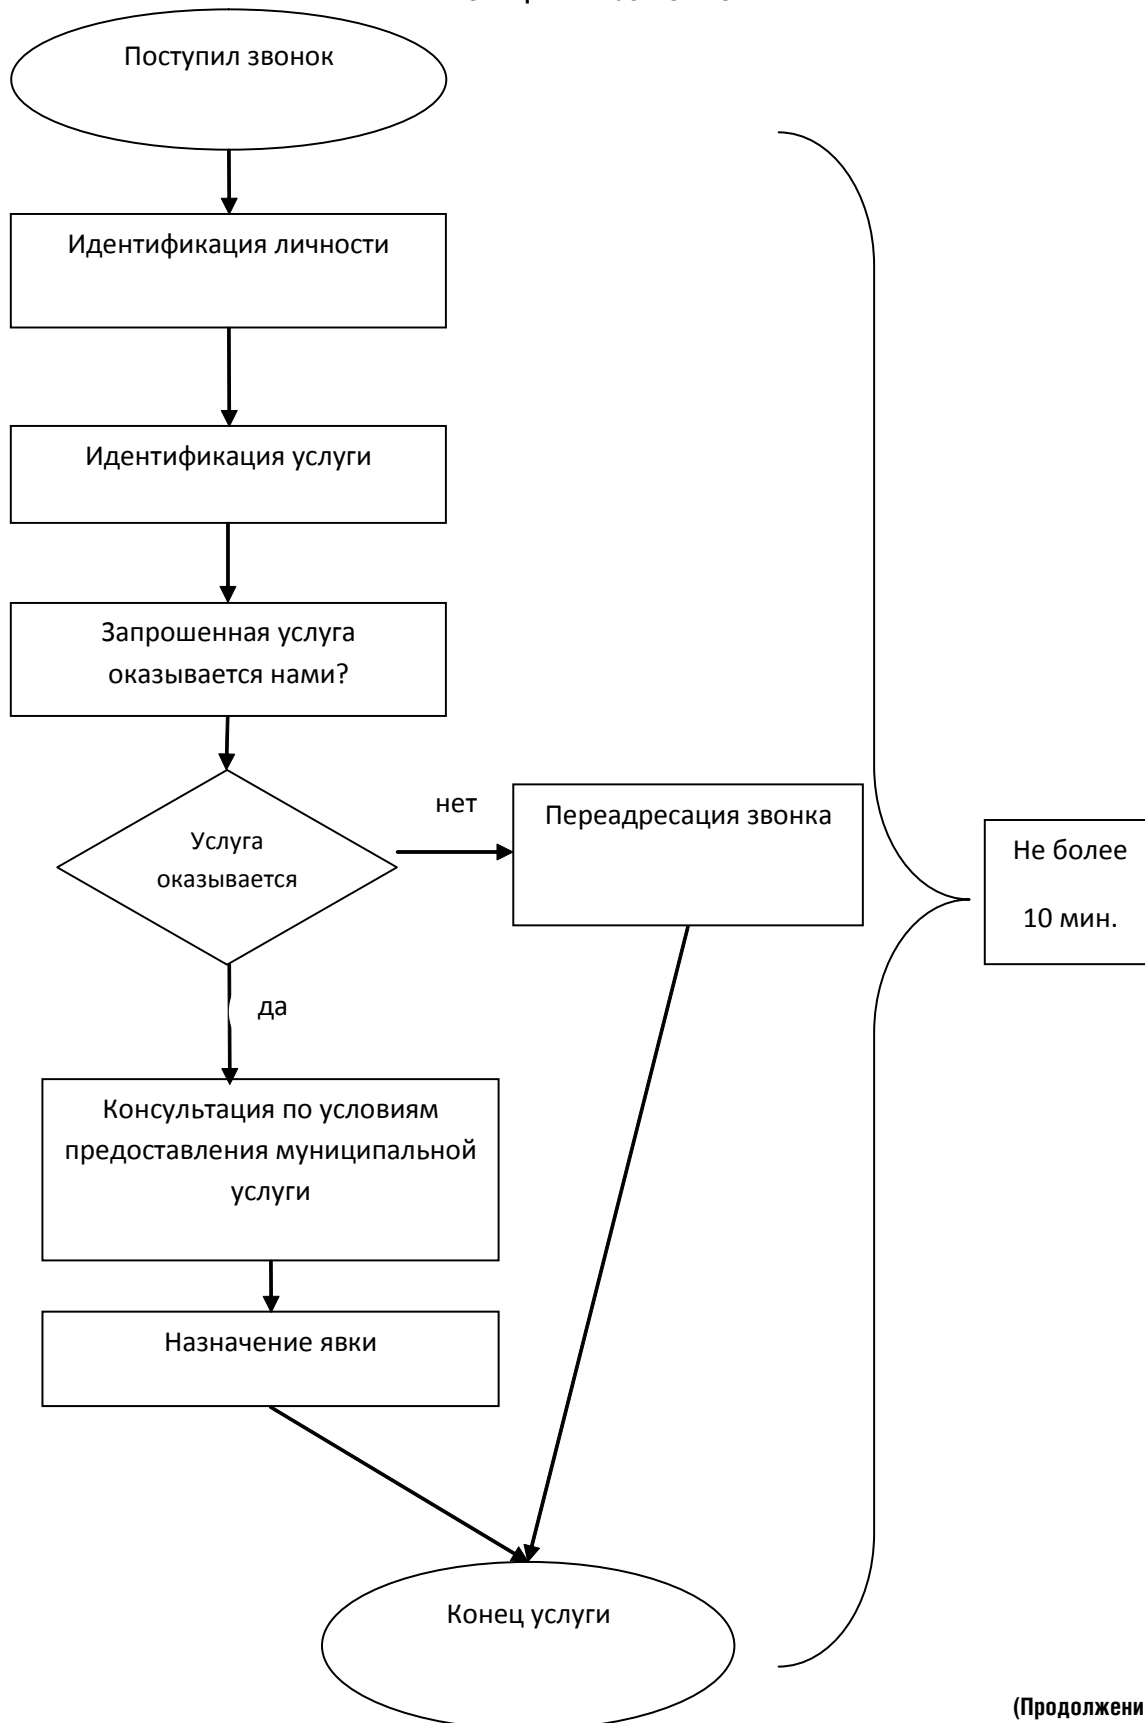 Поступил звонок
Идентификация личности
Идентификация услуги
Запрошенная услуга
оказывается нами?
Услуга
оказывается
нет
Переадресация звонка
Не более
10 мин.
да
Консультация по условиям
предоставления муниципальной
услуги
Назначение явки
Конец услуги
(Продолжени